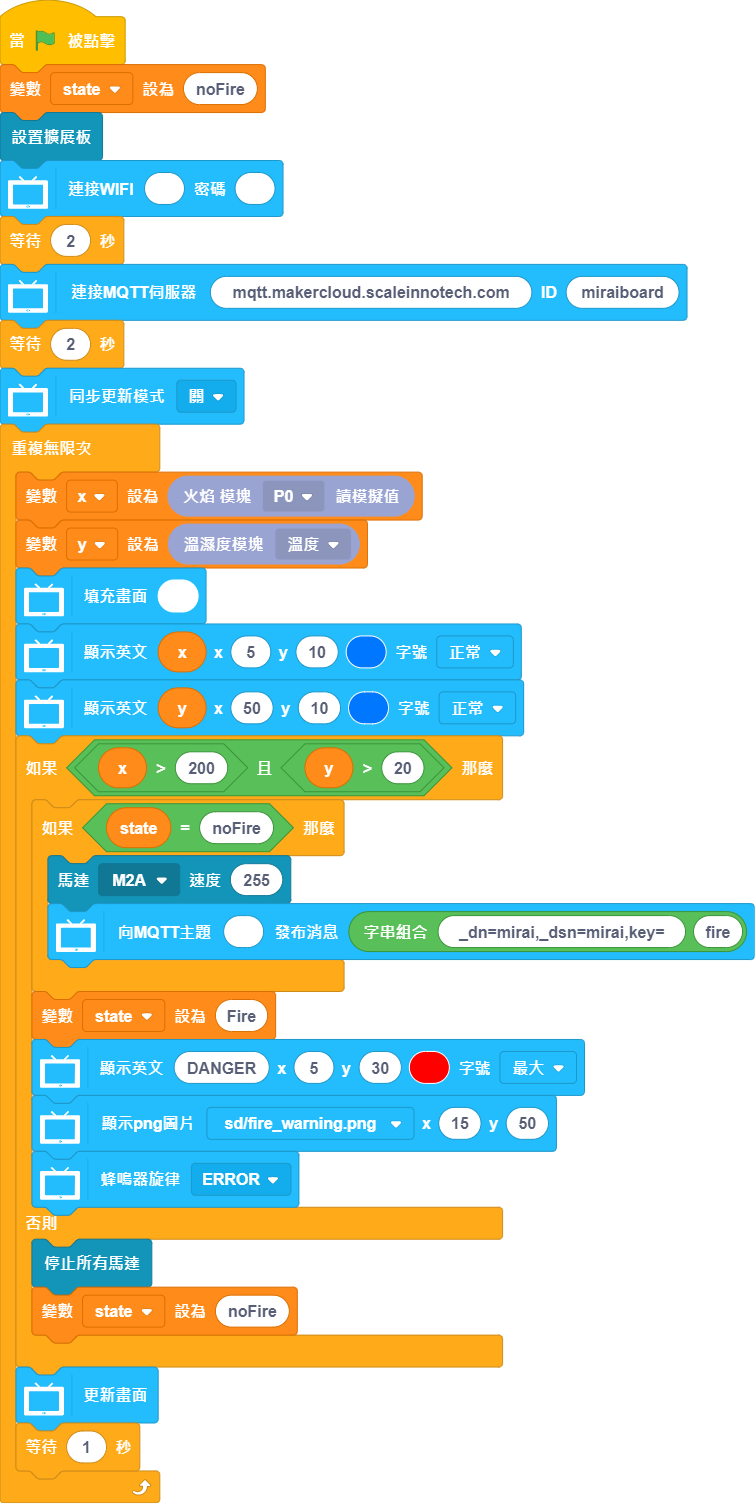 當 被點擊
變數 state 設為 noFire
設置擴展板
連接WIFI 密碼
等待 2 秒
連接MQTT伺服器 mqtt.makercloud.scaleinnotech.com ID miraiboard
等待 2 秒
同步更新模式 關
重複無限次
變數 x 設為 火焰 模塊 P0 讀模擬值
變數 y 設為 溫濕度模塊 溫度
填充畫面
顯示英文 x x 5 y 10 字號 正常
顯示英文 y x 50 y 10 字號 正常
如果 x > 200 且 y > 20 那麼
如果 state = noFire 那麼
馬達 M2A 速度 255
向MQTT主題 發布消息 字串組合 _dn=mirai,_dsn=mirai,key= fire
變數 state 設為 Fire
顯示英文 DANGER x 5 y 30 字號 最大
顯示png圖片 sd/fire_warning.png x 15 y 50
蜂鳴器旋律 ERROR
否則
停止所有馬達
變數 state 設為 noFire
更新畫面
等待 1 秒